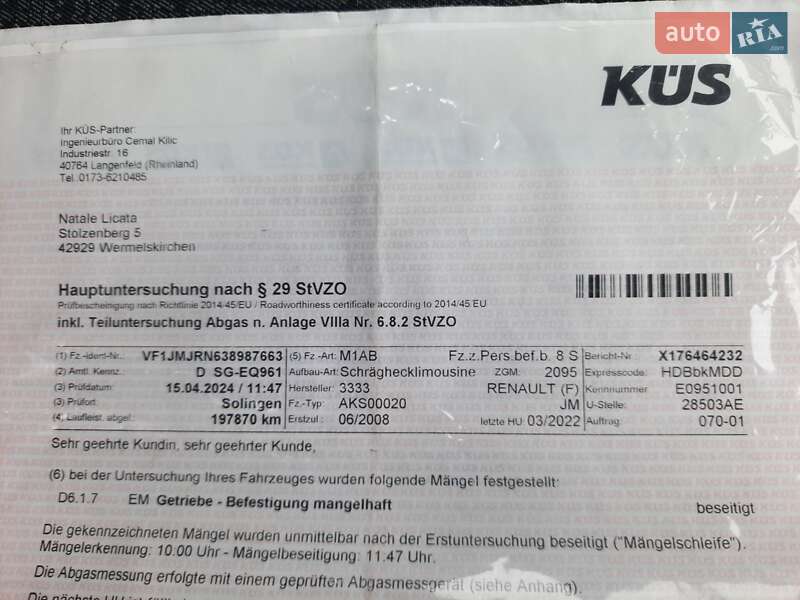 auto RIA.com
KÜS
Ihr KÜS-Partner:
Ingenieurbüro Cemal Kilic
Industriestr. 16
40764 Langenfeld (Rheinland)
Tel. 0173-6210485
Natale Licata
Stolzenberg 5
42929 Wermelskirchen
Hauptuntersuchung nach § 29 StVZO
Prüfbescheinigung nach Richtlinie 2014/45/EU / Roadworthiness certificate according to 2014/45 EU
inkl. Teiluntersuchung Abgas n. Anlage VIIIa Nr. 6.8.2 StVZO
(1) Fz.-Ident-Nr.: VF1JMJRN638987663 (5) Fz.-Art: M1AB Fz.z.Pers.bef.b. 8 S Bericht-Nr. X176464232
(2) Amtl. Kennz.: D SG-EQ961 Aufbau-Art: Schräghecklimousine ZGM: 2095 Expresscode: HDBbkMDD
(3) Prüfdatum: 15.04.2024 / 11:47 Hersteller: 3333 RENAULT (F) Kennnummer E0951001
(3) Prüfort: Solingen Fz.-Typ: AKS00020 JM Ü-Stelle: 28503AE
(4) Laufleist. abgel: 197870 km Erstzul.: 06/2008 letzte HU: 03/2022 Auftrag: 070-01
Sehr geehrte Kundin, sehr geehrter Kunde,
(6) bei der Untersuchung Ihres Fahrzeuges wurden folgende Mängel festgestellt:
D6.1.7 EM Getriebe - Befestigung mangelhaft beseitigt
Die gekennzeichneten Mängel wurden unmittelbar nach der Erstuntersuchung beseitigt ("Mängelschleife").
Mängelerkennung: 10:00 Uhr - Mängelbeseitigung: 11:47 Uhr.
Die Abgasmessung erfolgte mit einem geprüften Abgasmessgerät (siehe Anhang).